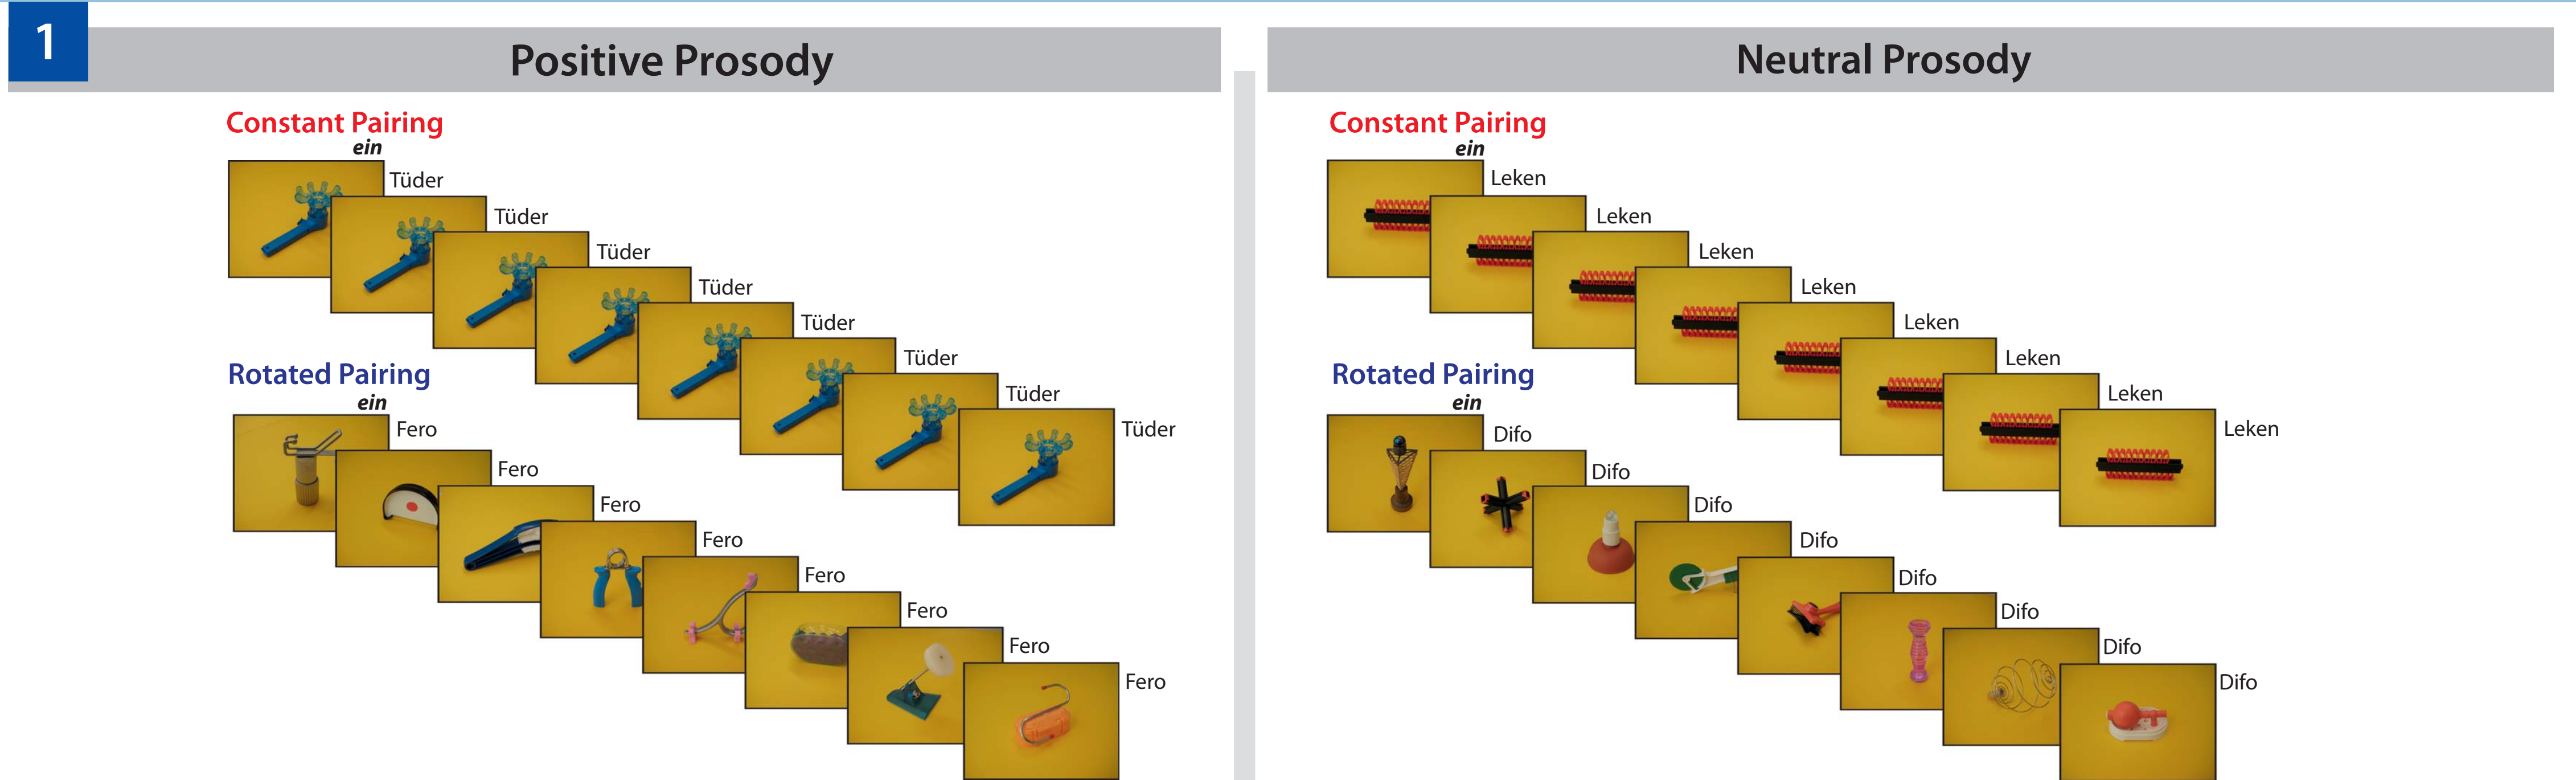 1
Positive Prosody
Constant Pairing
ein
Tüder
Tüder
Tüder
Tüder
Tüder
Tüder
Tüder
Tüder
Rotated Pairing
ein
Fero
Fero
Fero
Fero
Fero
Fero
Fero
Fero
Neutral Prosody
Constant Pairing
ein
Leken
Leken
Leken
Leken
Leken
Leken
Leken
Leken
Rotated Pairing
ein
Difo
Difo
Difo
Difo
Difo
Difo
Difo
Difo